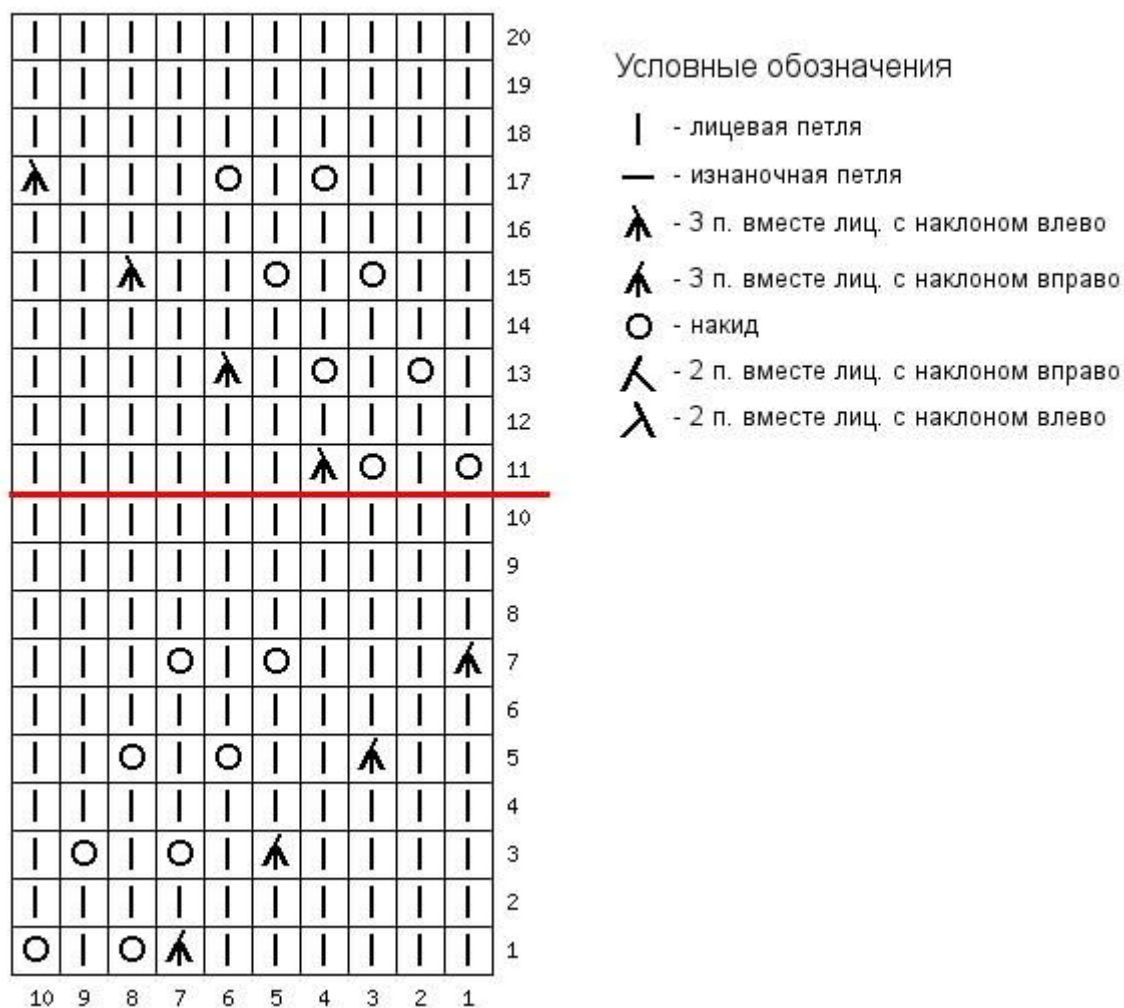 20
19
18
17
16
15
14
13
12
11
10
9
8
7
6
5
4
3
2
1
10 9 8 7 6 5 4 3 2 1
Условные обозначения
- лицевая петля
- изнаночная петля
- 3 п. вместе лиц. с наклоном влево
- 3 п. вместе лиц. с наклоном вправо
- накид
- 2 п. вместе лиц. с наклоном вправо
- 2 п. вместе лиц. с наклоном влево